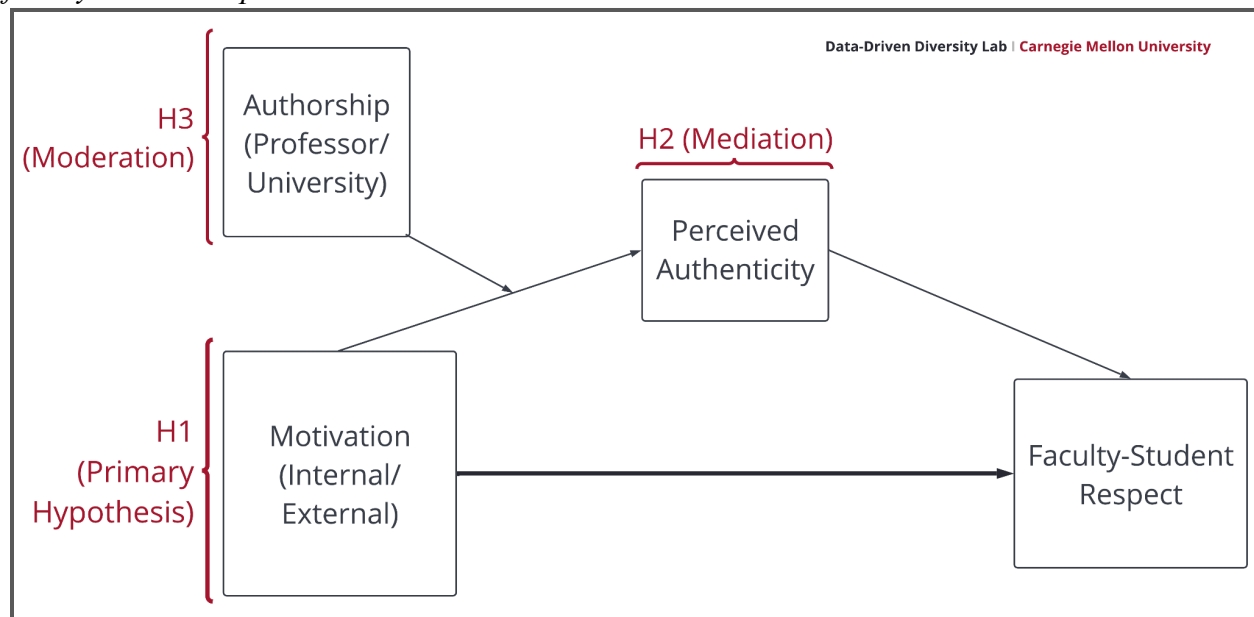 Data-Driven Diversity Lab | Carnegie Mellon University
H3
(Moderation)
Authorship
(Professor/
University)
H2 (Mediation)
Perceived
Authenticity
H1
(Primary
Hypothesis)
Motivation
(Internal/
External)
Faculty-Student
Respect